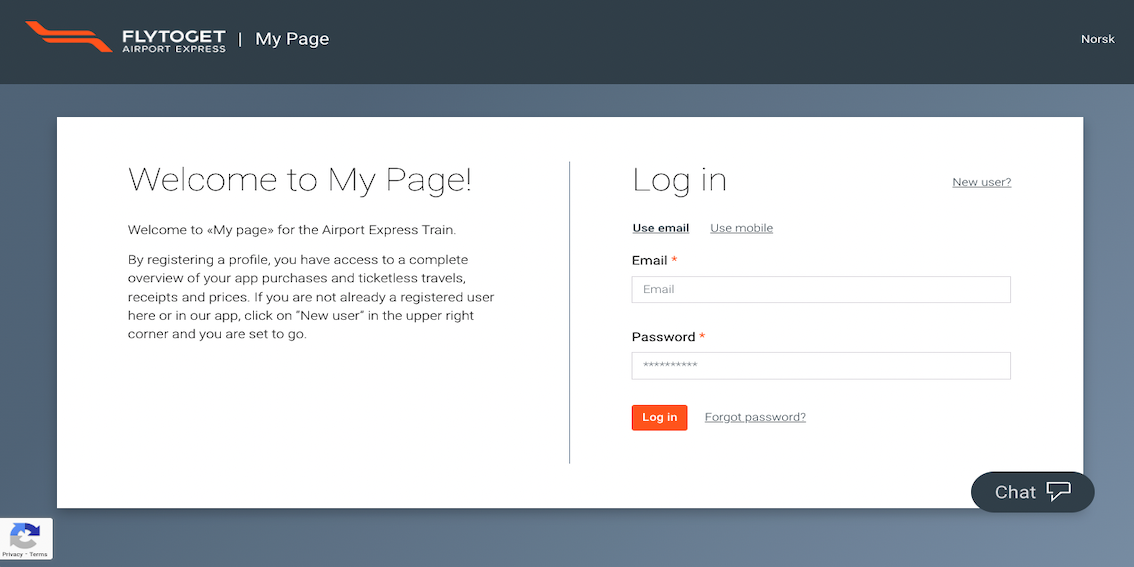 FLYTOGET
AIRPORT EXPRESS
| My Page
Norsk
Welcome to My Page!
Welcome to «My page» for the Airport Express Train.
By registering a profile, you have access to a complete
overview of your app purchases and ticketless travels,
receipts and prices. If you are not already a registered user
here or in our app, click on “New user” in the upper right
corner and you are set to go.
Log in
New user?
Use email
Use mobile
Email *
Email
Password *
**********
Log in
Forgot password?
Chat
Privacy - Terms